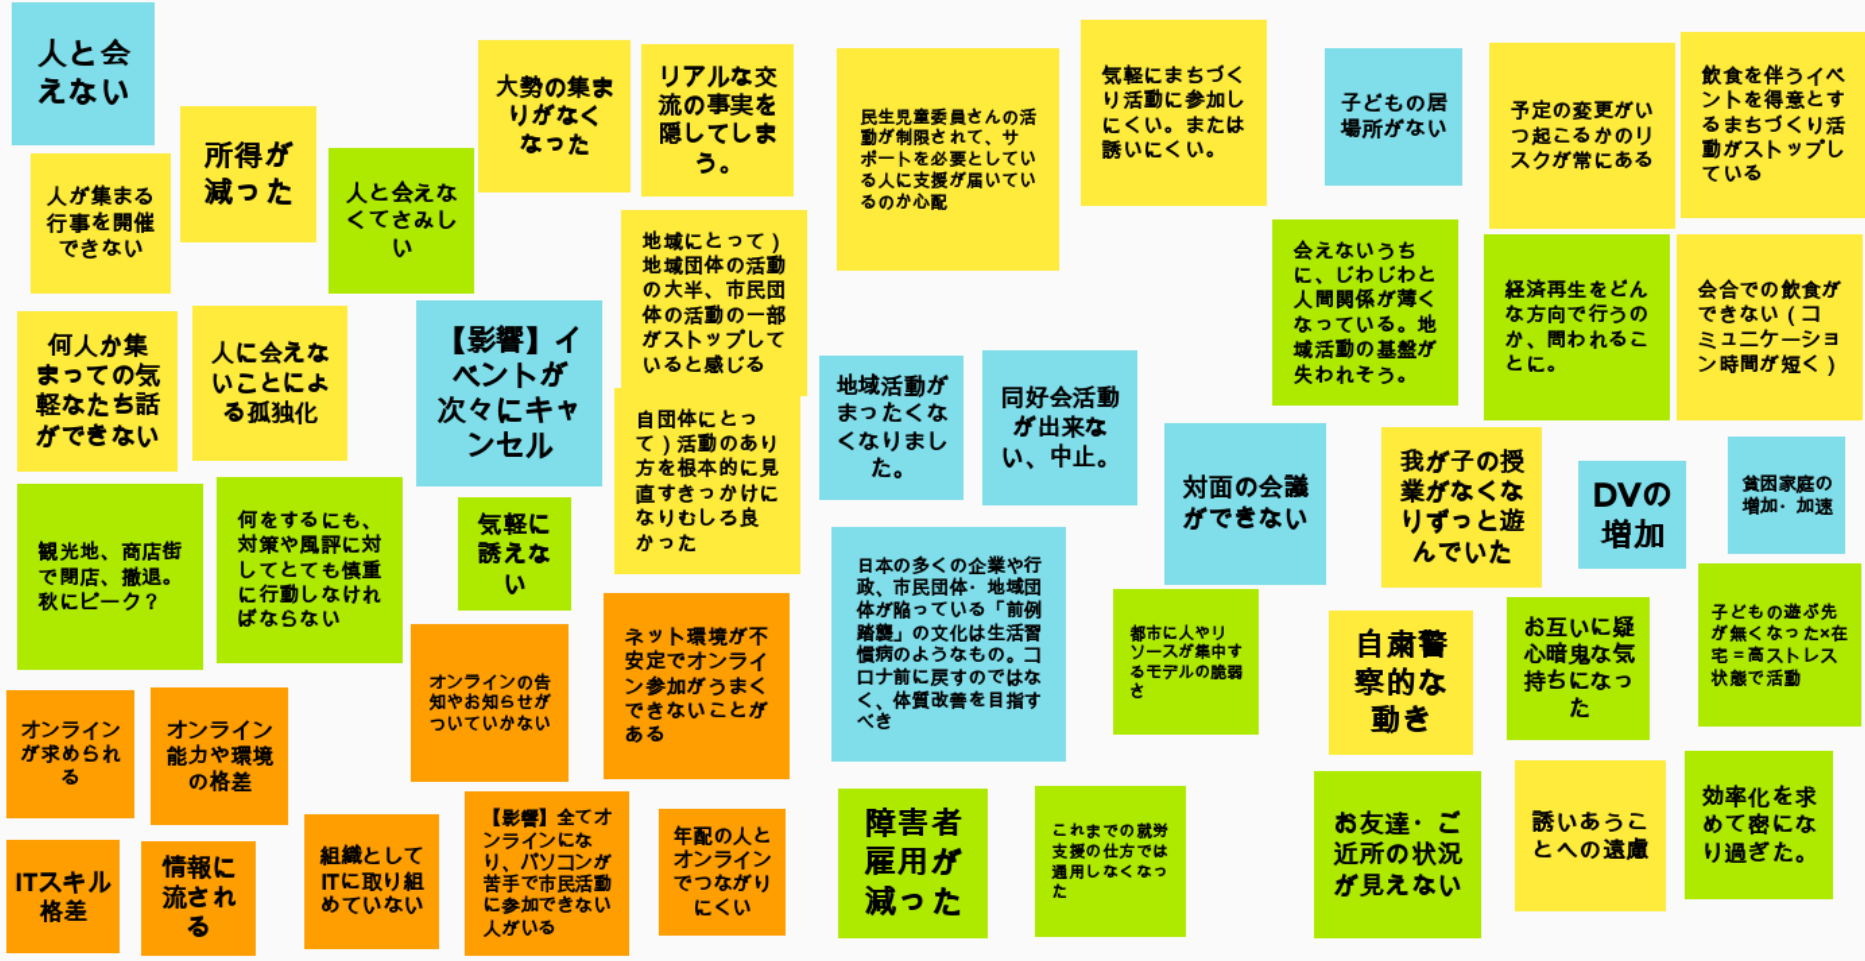 人と会
えない
所得が
減った
人が集まる
行事を開催
できない
人と会えな
くてさみし
い
大勢の集ま
りがなく
なった
リアルな交
流の事実を
隠してしま
う。
民生児童委員さんの活
動が制限されて、サ
ポートを必要としてい
る人に支援が届いてい
るのか心配
気軽にまちづく
り活動に参加し
にくい。または
誘いにくい。
子どもの居
場所がない
予定の変更がい
つ起こるかのリ
スクが常にある
飲食を伴うイベ
ントを得意とす
るまちづくり活
動がストップし
ている
何人か集
まっての気
軽なたち話
ができない
人に会えな
いことによ
る孤独化
【影響】イ
ベントが
次々にキャ
ンセル
地域にとって)
地域団体の活動
の大半、市民団
体の活動の一部
がストップして
いると感じる
自団体にとっ
て)活動のあり
方を根本的に見
直すきっかけに
なりむしろ良
かった
地域活動が
まったくな
くなりまし
た。
同好会活動
が出来な
い、中止。
会えないうち
に、じわじわと
人間関係が薄く
なっている。地
域活動の基盤が
失われそう。
経済再生をどん
な方向で行うの
か、問われるこ
とに。
会合での飲食が
できない(コ
ミュニケーショ
ン時間が短く)
観光地、商店街
で閉店、撤退。
秋にピーク?
何をするにも、
対策や風評に対
してとても慎重
に行動しなけれ
ばならない
気軽に
誘えな
い
対面の会議
ができない
我が子の授
業がなくな
りずっと遊
んでいた
DVの
増加
貧困家庭の
増加・加速
日本の多くの企業や行
政、市民団体・地域団
体が陥っている「前例
踏襲」の文化は生活習
慣病のようなもの。コ
ロナ前に戻すのではな
く、体質改善を目指す
べき
都市に人やリ
ソースが集中す
るモデルの脆弱
さ
自粛警
察的な
動き
お互いに疑
心暗鬼な気
持ちになっ
た
子どもの遊ぶ先
が無くなった×在
宅=高ストレス
状態で活動
オンラインの告
知やお知らせが
ついていかない
ネット環境が不
安定でオンライ
ン参加がうまく
できないことが
ある
オンライン
が求められ
る
オンライン
能力や環境
の格差
ITスキル
格差
情報に
流され
る
組織として
ITに取り組
めていない
【影響】全てオ
ンラインにな
り、パソコンが
苦手で市民活動
に参加できない
人がいる
年配の人と
オンライン
でつながり
にくい
障害者
雇用が
減った
これまでの就労
支援の仕方では
通用しなくなっ
た
お友達・ご
近所の状況
が見えない
誘いあうこ
とへの遠慮
効率化を求
めて密にな
り過ぎた。